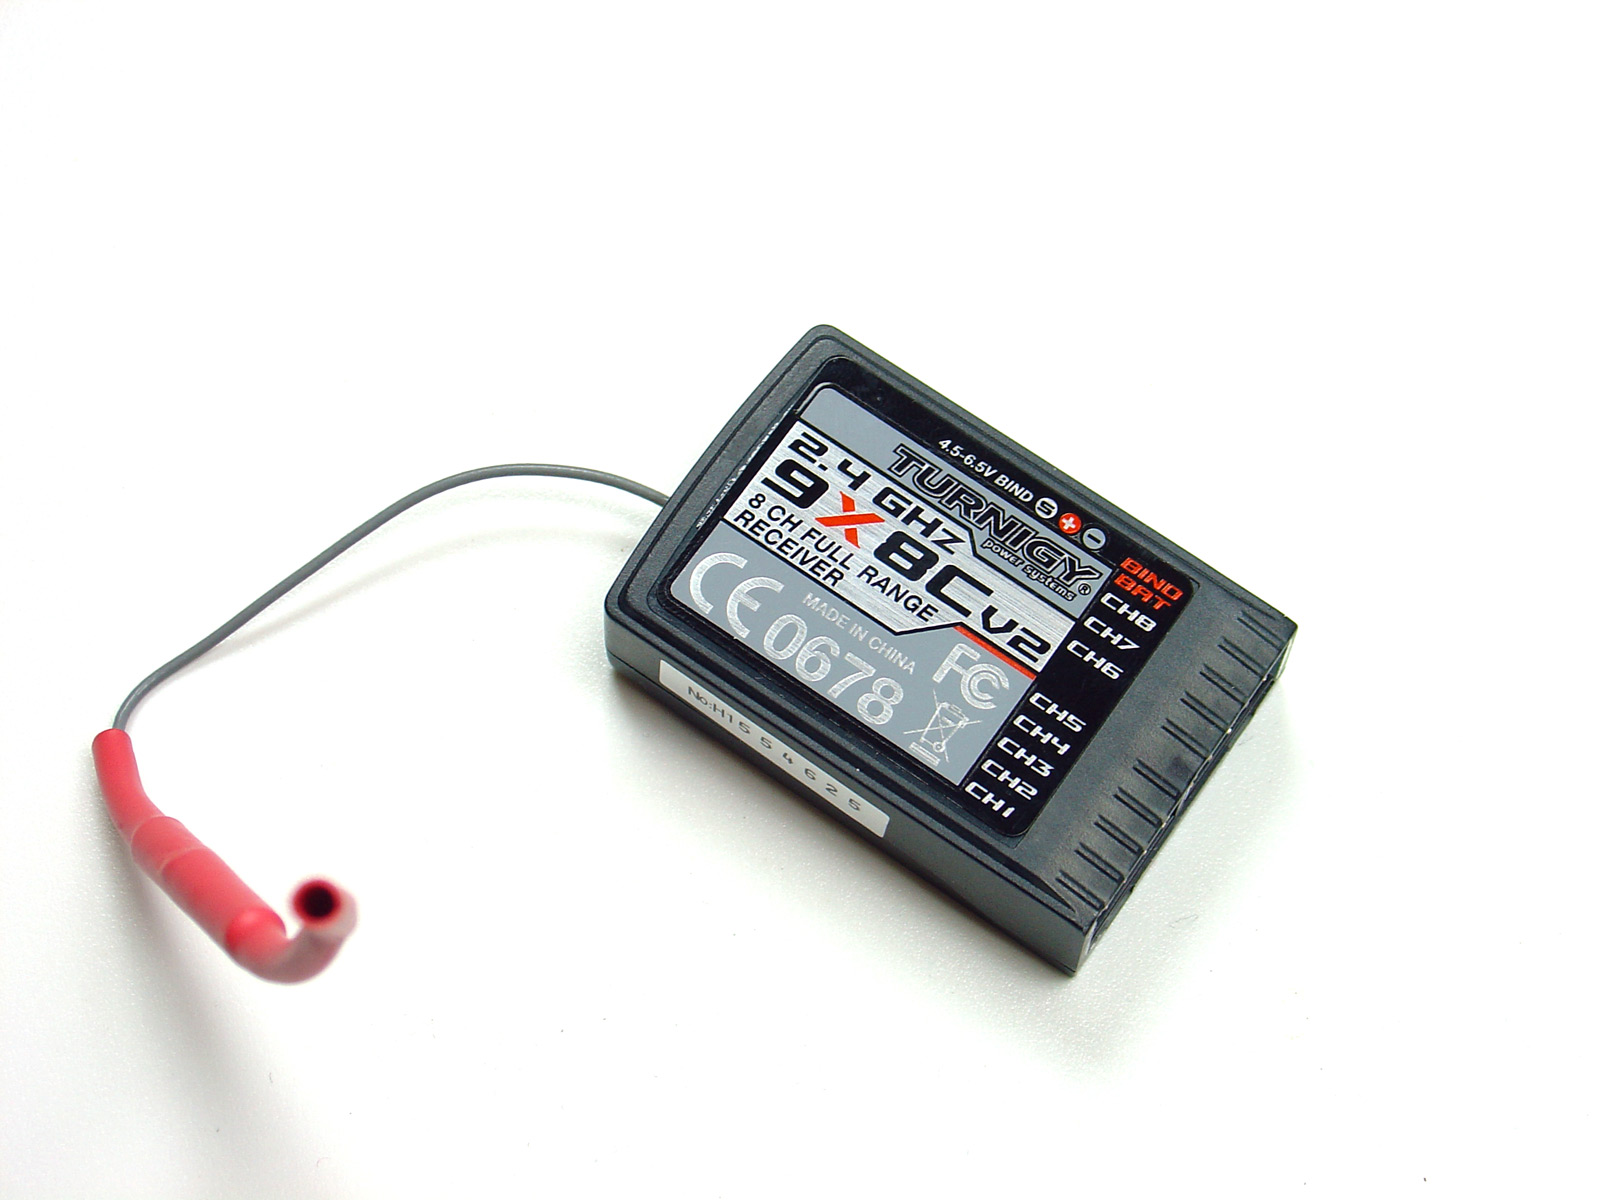 4.5-6.5V BIND S + −
TURNIGY®
power systems
2.4 GHz
9X8Cv2
8 CH FULL RANGE
RECEIVER
MADE IN CHINA
CE0678
FC
BIND
BAT
CH8
CH7
CH6
CH5
CH4
CH3
CH2
CH1
No:H1554625